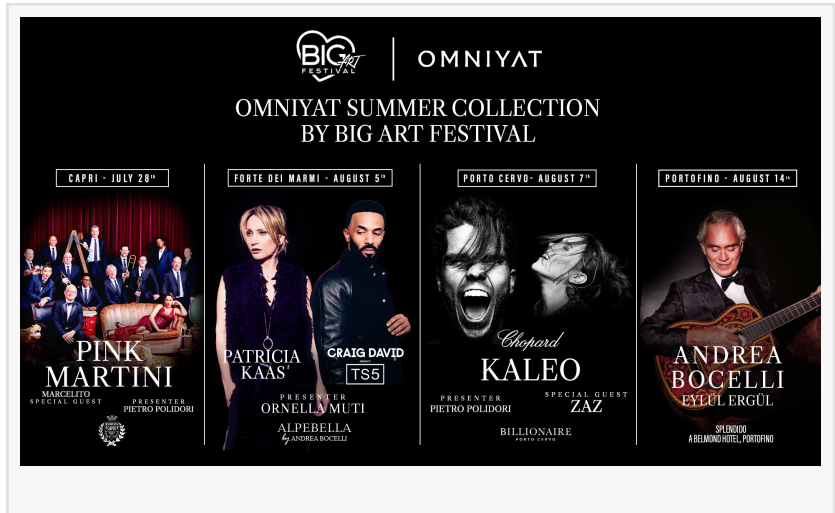 BIG ART
FESTIVAL
OMNIYAT
OMNIYAT SUMMER COLLECTION
BY BIG ART FESTIVAL
CAPRI - JULY 28th
PINK
MARTINI
MARCELITO
SPECIAL GUEST
PRESENTER
PIETRO POLIDORI
FORTE DEI MARMI - AUGUST 5th
PATRICIA
KAAS
CRAIG DAVID
PRESENTS
TS5
PRESENTER
ORNELLA MUTI
ALPEBELLA
by ANDREA BOCELLI
PORTO CERVO- AUGUST 7th
Chopard
KALEO
PRESENTER
PIETRO POLIDORI
SPECIAL GUEST
ZAZ
BILLIONAIRE
PORTO CERVO
PORTOFINO - AUGUST 14th
ANDREA
BOCELLI
EYLÜL ERGÜL
SPLENDIDO
A BELMOND HOTEL, PORTOFINO